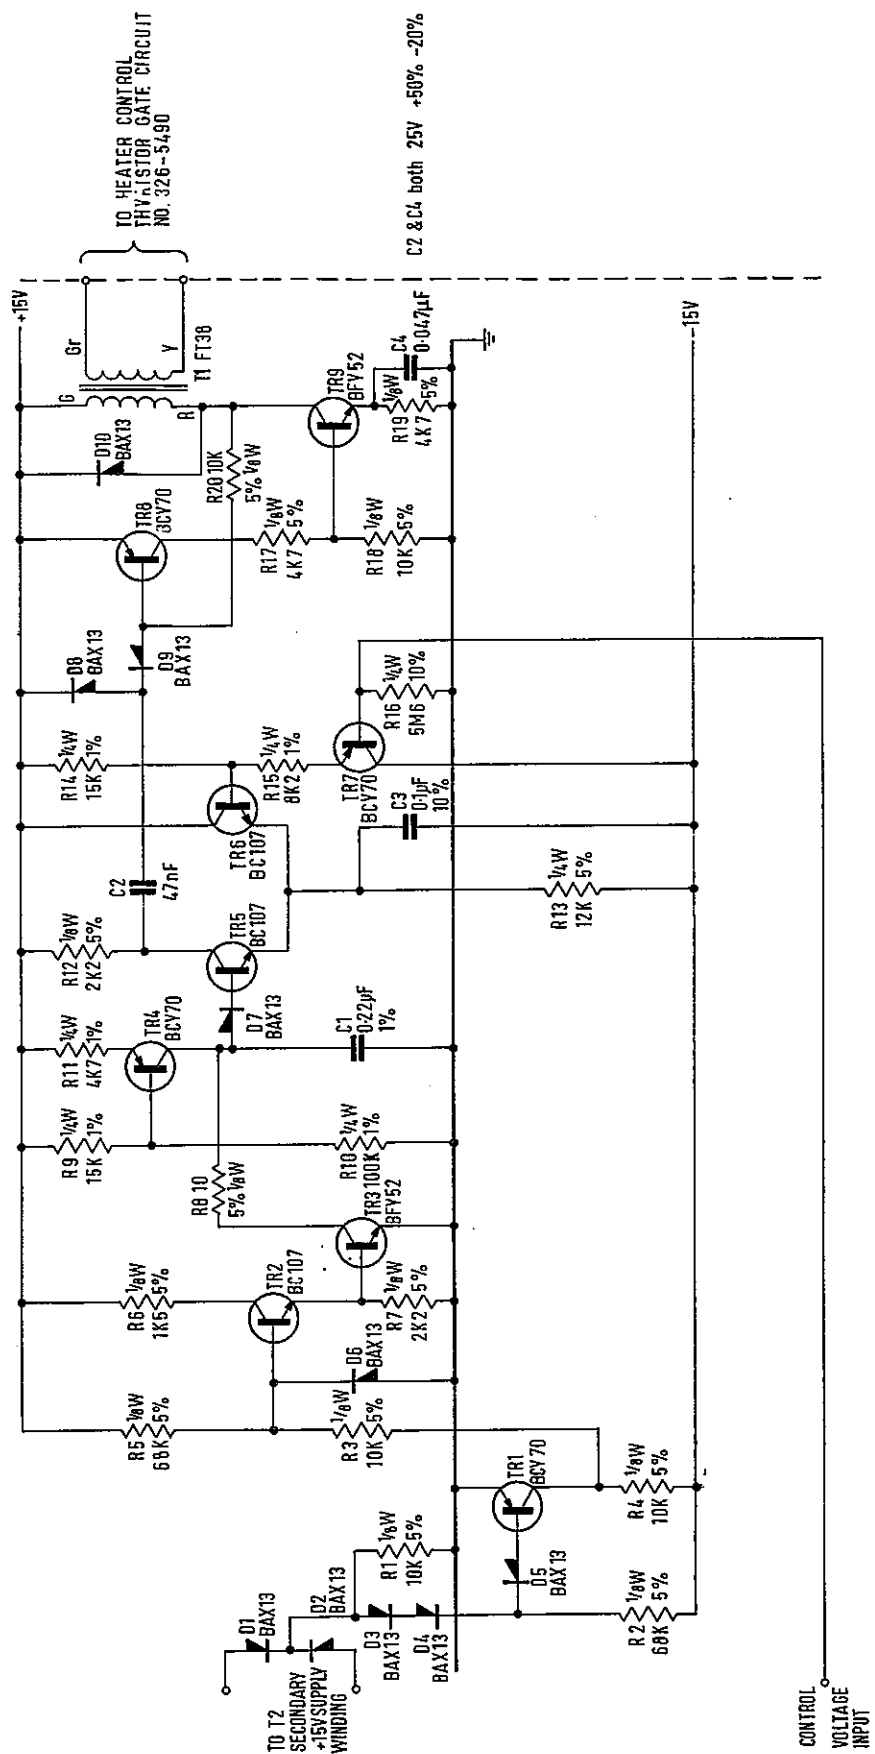 TO HEATER CONTROL
THYRISTOR GATE CIRCUIT
NO. 326-5490
C2 & C4 both 25V +50% -20%
+15V
Gr
Y
T1 FT38
G
R
D10
BAX13
R20 10K
5% 1/8W
TR9
BFY52
1/8W
R19
5%
4K7
C4
0·047µF
TR8
BCY70
1/8W
R17
5%
4K7
1/8W
R18
5%
10K
-15V
D8
BAX13
D9
BAX13
1/4W
R14
1%
15K
1/4W
R15
1%
8K2
1/4W
R16
10%
5M6
TR7
BCY70
C3
0·1µF
10%
TR6
BC107
C2
47nF
1/4W
R13
5%
12K
1/8W
R12
5%
2K2
TR5
BC107
D7
BAX13
1/4W
R11
1%
4K7
TR4
BCY70
C1
0·22µF
1%
1/4W
R9
1%
15K
1/4W
R10
1%
100K
R8 10
5% 1/8W
TR3
BFY52
1/8W
R6
5%
1K5
TR2
BC107
1/8W
R7
5%
2K2
D6
BAX13
1/8W
R5
5%
68K
1/8W
R3
5%
10K
TR1
BCY70
1/8W
R4
5%
10K
1/8W
R1
5%
10K
D5
BAX13
1/8W
R2
5%
68K
D1
BAX13
D2
BAX13
D3
BAX13
D4
BAX13
TO T2
SECONDARY
+15V SUPPLY
WINDING
CONTROL
VOLTAGE
INPUT